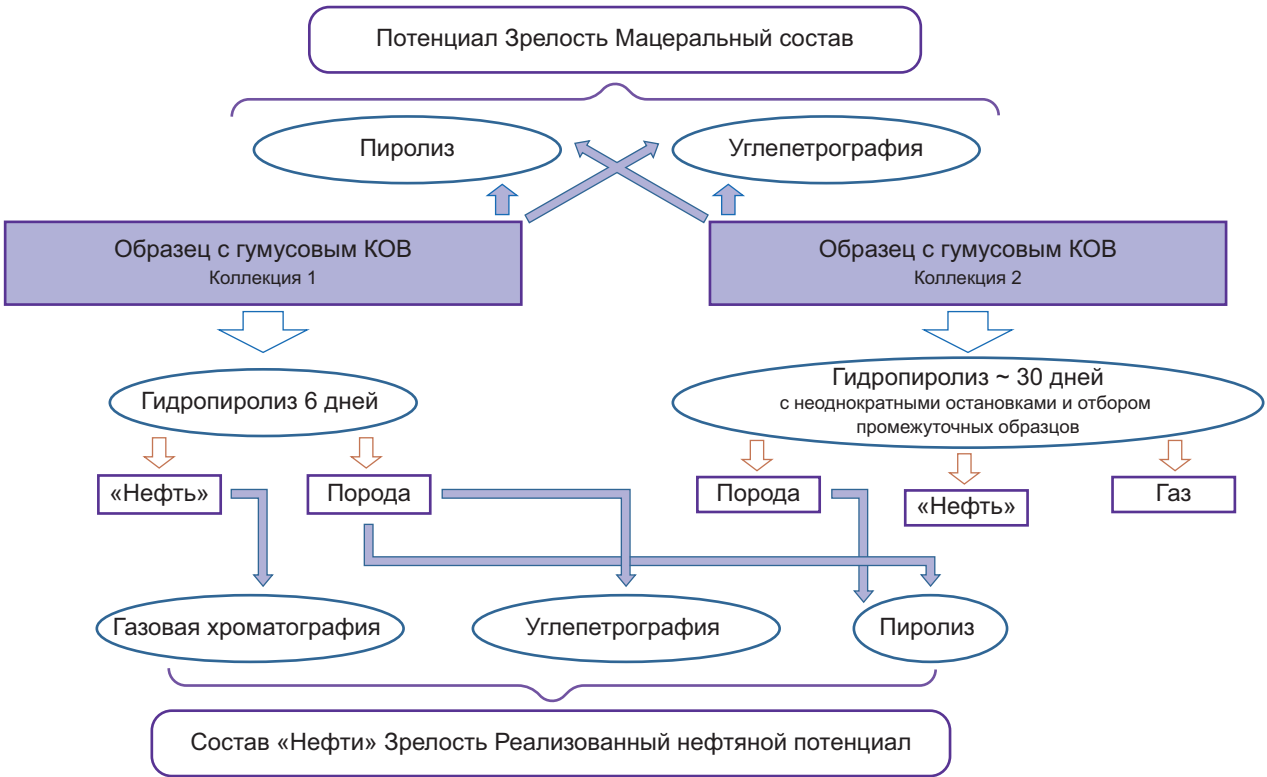 Потенциал Зрелость Мацеральный состав
Пиролиз
Углепетрография
Образец с гумусовым КОВ
Коллекция 1
Образец с гумусовым КОВ
Коллекция 2
Гидропиролиз 6 дней
Гидропиролиз ~ 30 дней
с неоднократными остановками и отбором
промежуточных образцов
«Нефть»
Порода
Порода
«Нефть»
Газ
Газовая хроматография
Углепетрография
Пиролиз
Состав «Нефти» Зрелость Реализованный нефтяной потенциал